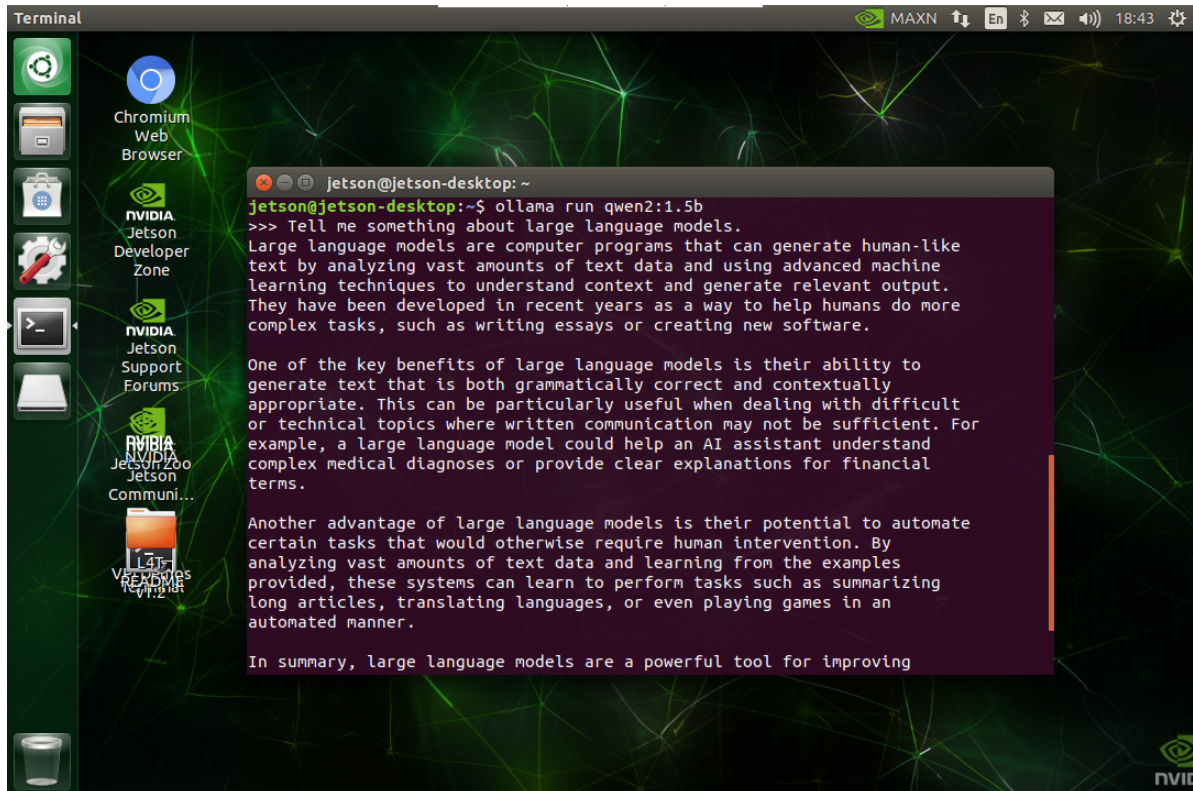 Terminal
MAXN
En
18:43
Chromium
Web
Browser
NVIDIA.
Jetson
Developer
Zone
NVIDIA.
Jetson
Support
Forums
NVIDIA
Jetson Zoo
Jetson
Communi...
L4T-
README
jetson@jetson-desktop: ~
jetson@jetson-desktop:~$ ollama run qwen2:1.5b
>>> Tell me something about large language models.
Large language models are computer programs that can generate human-like
text by analyzing vast amounts of text data and using advanced machine
learning techniques to understand context and generate relevant output.
They have been developed in recent years as a way to help humans do more
complex tasks, such as writing essays or creating new software.
One of the key benefits of large language models is their ability to
generate text that is both grammatically correct and contextually
appropriate. This can be particularly useful when dealing with difficult
or technical topics where written communication may not be sufficient. For
example, a large language model could help an AI assistant understand
complex medical diagnoses or provide clear explanations for financial
terms.
Another advantage of large language models is their potential to automate
certain tasks that would otherwise require human intervention. By
analyzing vast amounts of text data and learning from the examples
provided, these systems can learn to perform tasks such as summarizing
long articles, translating languages, or even playing games in an
automated manner.
In summary, large language models are a powerful tool for improving